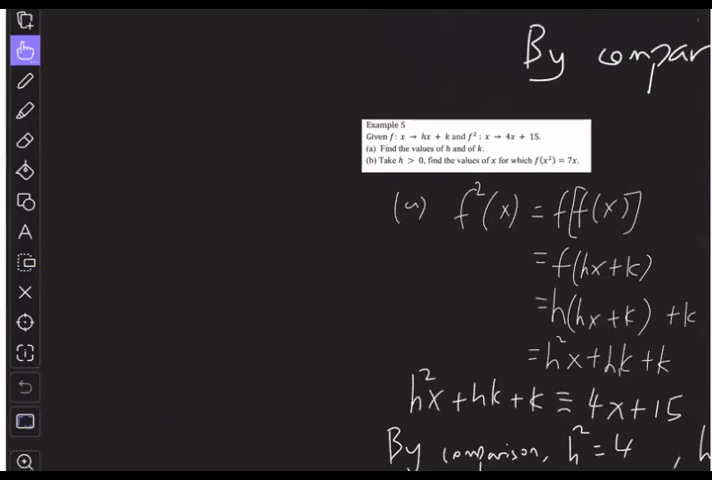 By compar
Example 5
Given f : x → hx + k and f² : x → 4x + 15.
(a) Find the values of h and of k.
(b) Take h > 0, find the values of x for which f(x²) = 7x.
(a) f²(x) = f[f(x)]
= f(hx+k)
= h(hx+k) + k
= h²x + hk + k
h²x + hk + k ≡ 4x + 15
By comparison, h² = 4 , h
A